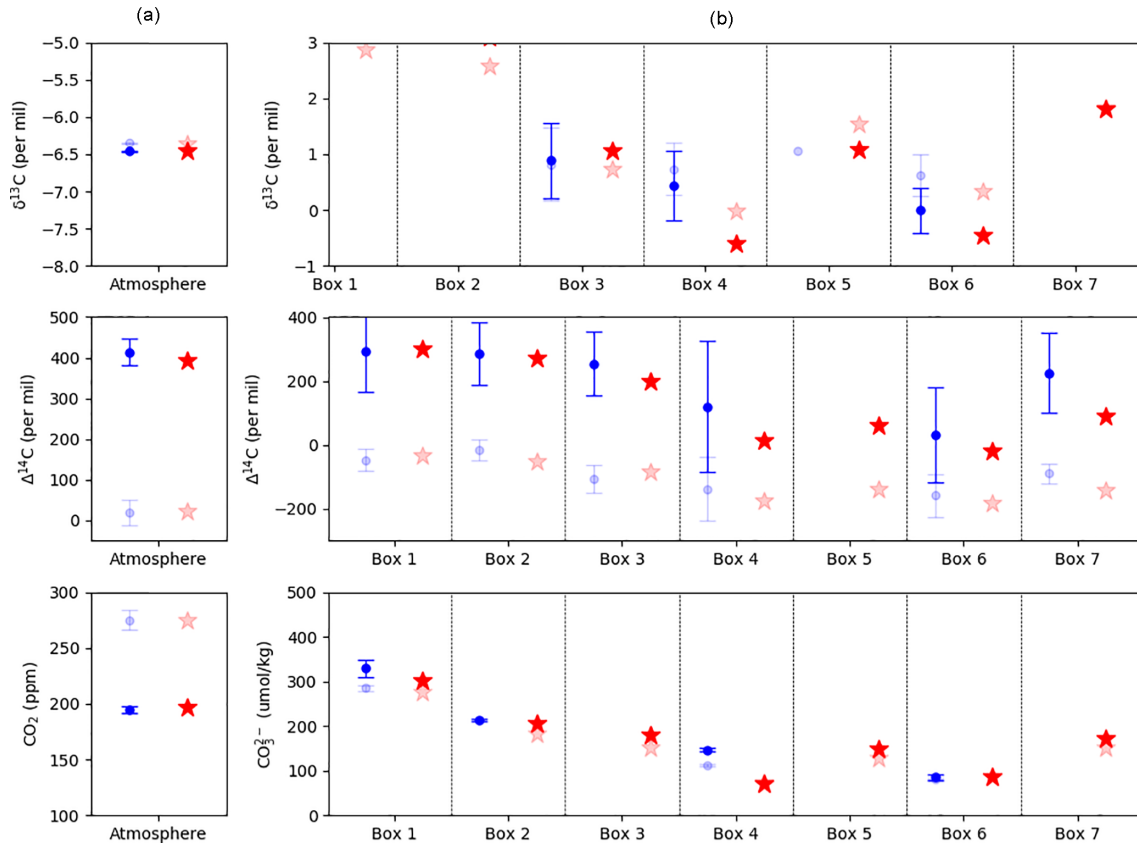 (a) (b)
−5.0
−5.5
−6.0
−6.5
−7.0
−7.5
−8.0
δ¹³C (per mil)
Atmosphere
3
2
1
0
−1
δ¹³C (per mil)
Box 1 Box 2 Box 3 Box 4 Box 5 Box 6 Box 7
500
400
300
200
100
0
Δ¹⁴C (per mil)
Atmosphere
400
200
0
−200
Δ¹⁴C (per mil)
Box 1 Box 2 Box 3 Box 4 Box 5 Box 6 Box 7
300
250
200
150
100
CO₂ (ppm)
Atmosphere
500
400
300
200
100
0
CO₃²⁻ (umol/kg)
Box 1 Box 2 Box 3 Box 4 Box 5 Box 6 Box 7